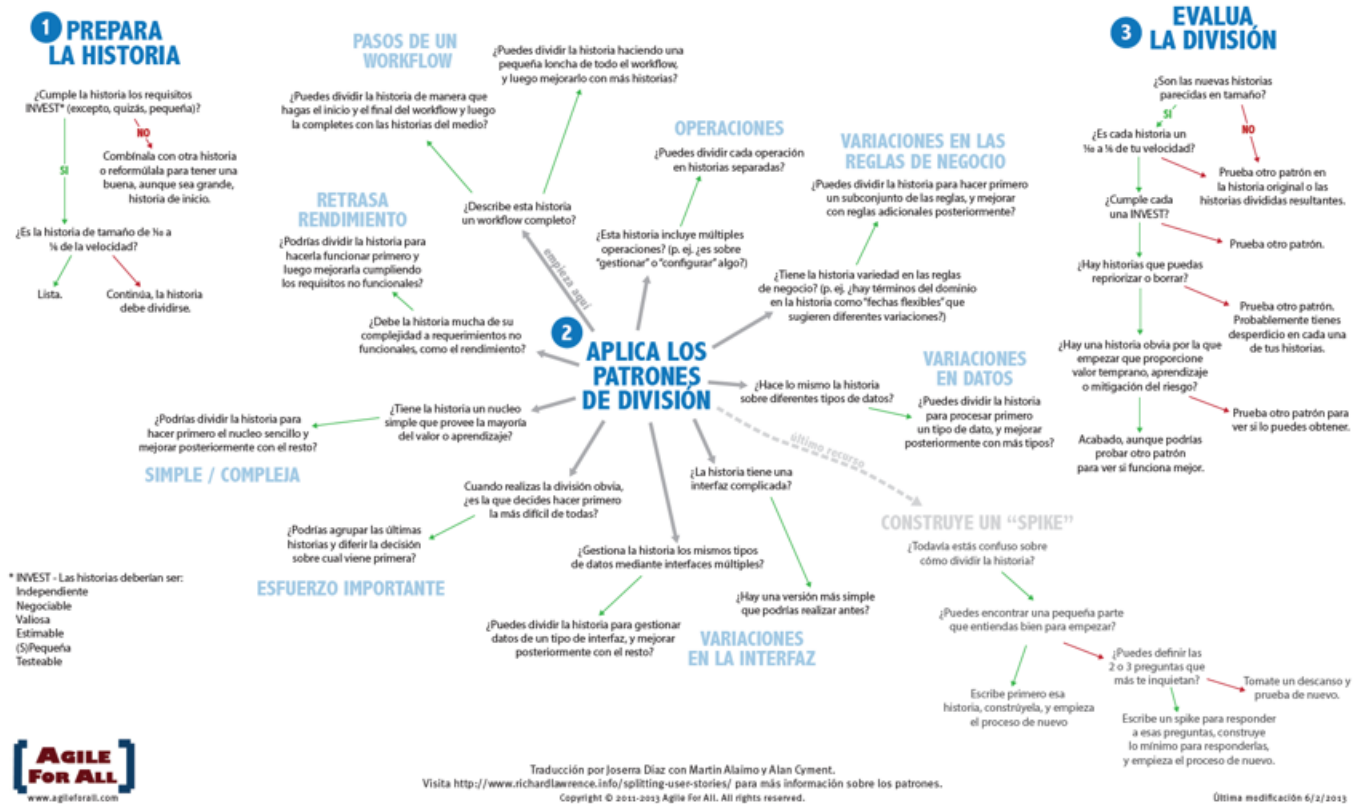 1 PREPARA
LA HISTORIA
¿Cumple la historia los requisitos
INVEST* (excepto, quizás, pequeña)?
SI
NO
Combínala con otra historia
o reformúlala para tener una
buena, aunque sea grande,
historia de inicio.
¿Es la historia de tamaño de ⅒ a
⅙ de la velocidad?
Lista.
Continúa, la historia
debe dividirse.
2 APLICA LOS
PATRONES
DE DIVISIÓN
empieza aquí
último recurso
PASOS DE UN
WORKFLOW
¿Puedes dividir la historia de manera que
hagas el inicio y el final del workflow y luego
la completes con las historias del medio?
¿Puedes dividir la historia haciendo una
pequeña loncha de todo el workflow,
y luego mejorarlo con más historias?
¿Describe esta historia
un workflow completo?
OPERACIONES
¿Puedes dividir cada operación
en historias separadas?
¿Esta historia incluye múltiples
operaciones? (p. ej. ¿es sobre
"gestionar" o "configurar" algo?)
VARIACIONES EN LAS
REGLAS DE NEGOCIO
¿Puedes dividir la historia para hacer primero
un subconjunto de las reglas, y mejorar
con reglas adicionales posteriormente?
¿Tiene la historia variedad en las reglas
de negocio? (p. ej. ¿hay términos del dominio
en la historia como "fechas flexibles" que
sugieren diferentes variaciones?)
VARIACIONES
EN DATOS
¿Hace lo mismo la historia
sobre diferentes tipos de datos?
¿Puedes dividir la historia
para procesar primero
un tipo de dato, y mejorar
posteriormente con más tipos?
RETRASA
RENDIMIENTO
¿Podrías dividir la historia para
hacerla funcionar primero y
luego mejorarla cumpliendo
los requisitos no funcionales?
¿Debe la historia mucha de su
complejidad a requerimientos no
funcionales, como el rendimiento?
¿Tiene la historia un nucleo
simple que provee la mayoría
del valor o aprendizaje?
¿Podrías dividir la historia para
hacer primero el nucleo sencillo y
mejorar posteriormente con el resto?
SIMPLE / COMPLEJA
Cuando realizas la división obvia,
¿es la que decides hacer primero
la más difícil de todas?
¿Podrías agrupar las últimas
historias y diferir la decisión
sobre cual viene primera?
ESFUERZO IMPORTANTE
¿Gestiona la historia los mismos tipos
de datos mediante interfaces múltiples?
¿Puedes dividir la historia para gestionar
datos de un tipo de interfaz, y mejorar
posteriormente con el resto?
¿La historia tiene una
interfaz complicada?
¿Hay una versión más simple
que podrías realizar antes?
VARIACIONES
EN LA INTERFAZ
CONSTRUYE UN "SPIKE"
¿Todavía estás confuso sobre
cómo dividir la historia?
¿Puedes encontrar una pequeña parte
que entiendas bien para empezar?
Escribe primero esa
historia, constrúyela, y empieza
el proceso de nuevo
¿Puedes definir las
2 o 3 preguntas que
más te inquietan?
Tomate un descanso y
prueba de nuevo.
Escribe un spike para responder
a esas preguntas, construye
lo mínimo para responderlas,
y empieza el proceso de nuevo.
3 EVALUA
LA DIVISIÓN
¿Son las nuevas historias
parecidas en tamaño?
SI
NO
¿Es cada historia un
⅒ a ⅙ de tu velocidad?
Prueba otro patrón en
la historia original o las
historias divididas resultantes.
¿Cumple cada
una INVEST?
Prueba otro patrón.
¿Hay historias que puedas
repriorizar o borrar?
Prueba otro patrón.
Probablemente tienes
desperdicio en cada una
de tus historias.
¿Hay una historia obvia por la que
empezar que proporcione
valor temprano, aprendizaje
o mitigación del riesgo?
Prueba otro patrón para
ver si lo puedes obtener.
Acabado, aunque podrías
probar otro patrón
para ver si funciona mejor.
* INVEST - Las historias deberían ser:
Independiente
Negociable
Valiosa
Estimable
(S)Pequeña
Testeable
AGILE
FOR ALL
www.agileforall.com
Traducción por Joserra Díaz con Martin Alaimo y Alan Cyment.
Visita http://www.richardlawrence.info/splitting-user-stories/ para más información sobre los patrones.
Copyright © 2011-2013 Agile For All. All rights reserved.
Última modificación 6/2/2013